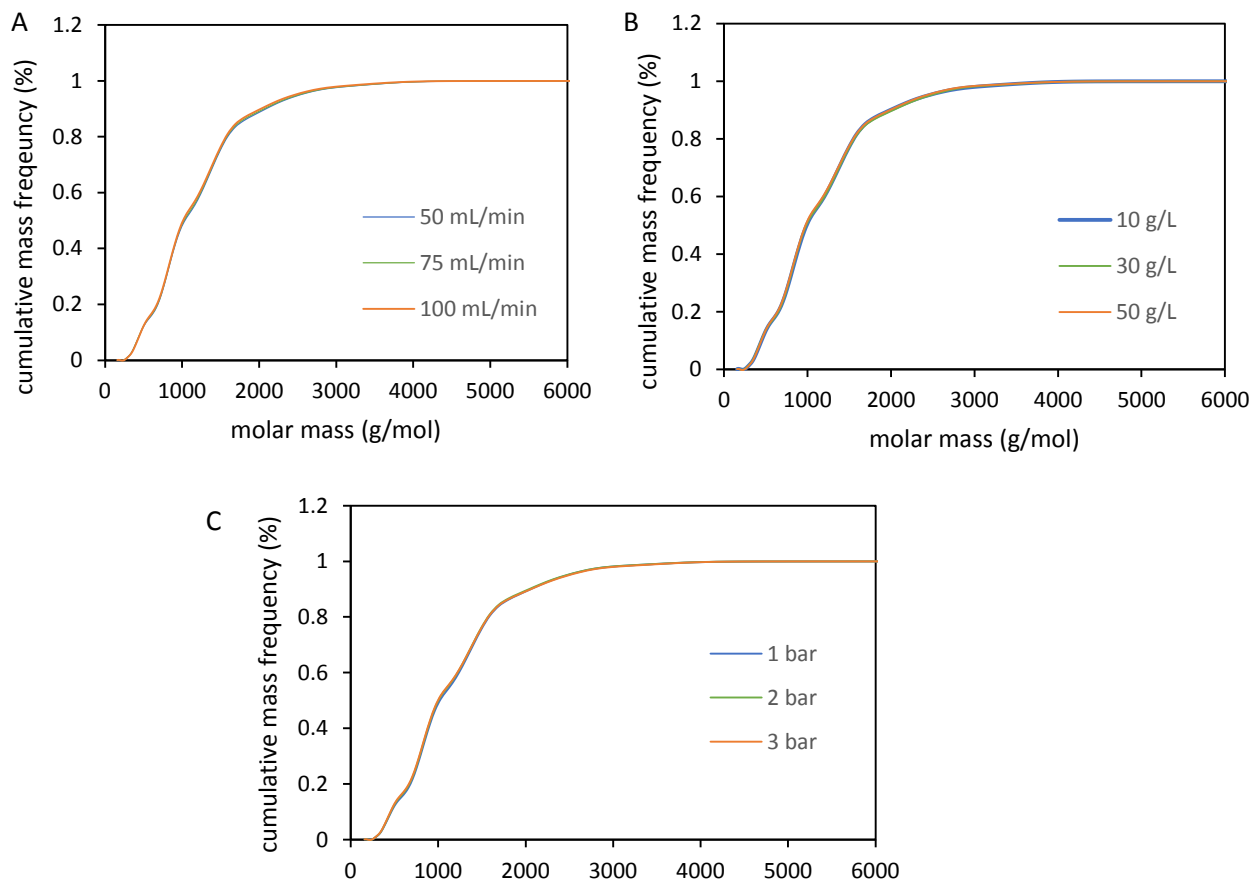 A
cumulative mass freqeuncy (%)
1.2
1
0.8
0.6
0.4
0.2
0
0 1000 2000 3000 4000 5000 6000
molar mass (g/mol)
50 mL/min
75 mL/min
100 mL/min
B
cumulative mass frequency (%)
1.2
1
0.8
0.6
0.4
0.2
0
0 1000 2000 3000 4000 5000 6000
molar mass (g/mol)
10 g/L
30 g/L
50 g/L
C
cumulative mass frequency (%)
1.2
1
0.8
0.6
0.4
0.2
0
0 1000 2000 3000 4000 5000 6000
1 bar
2 bar
3 bar